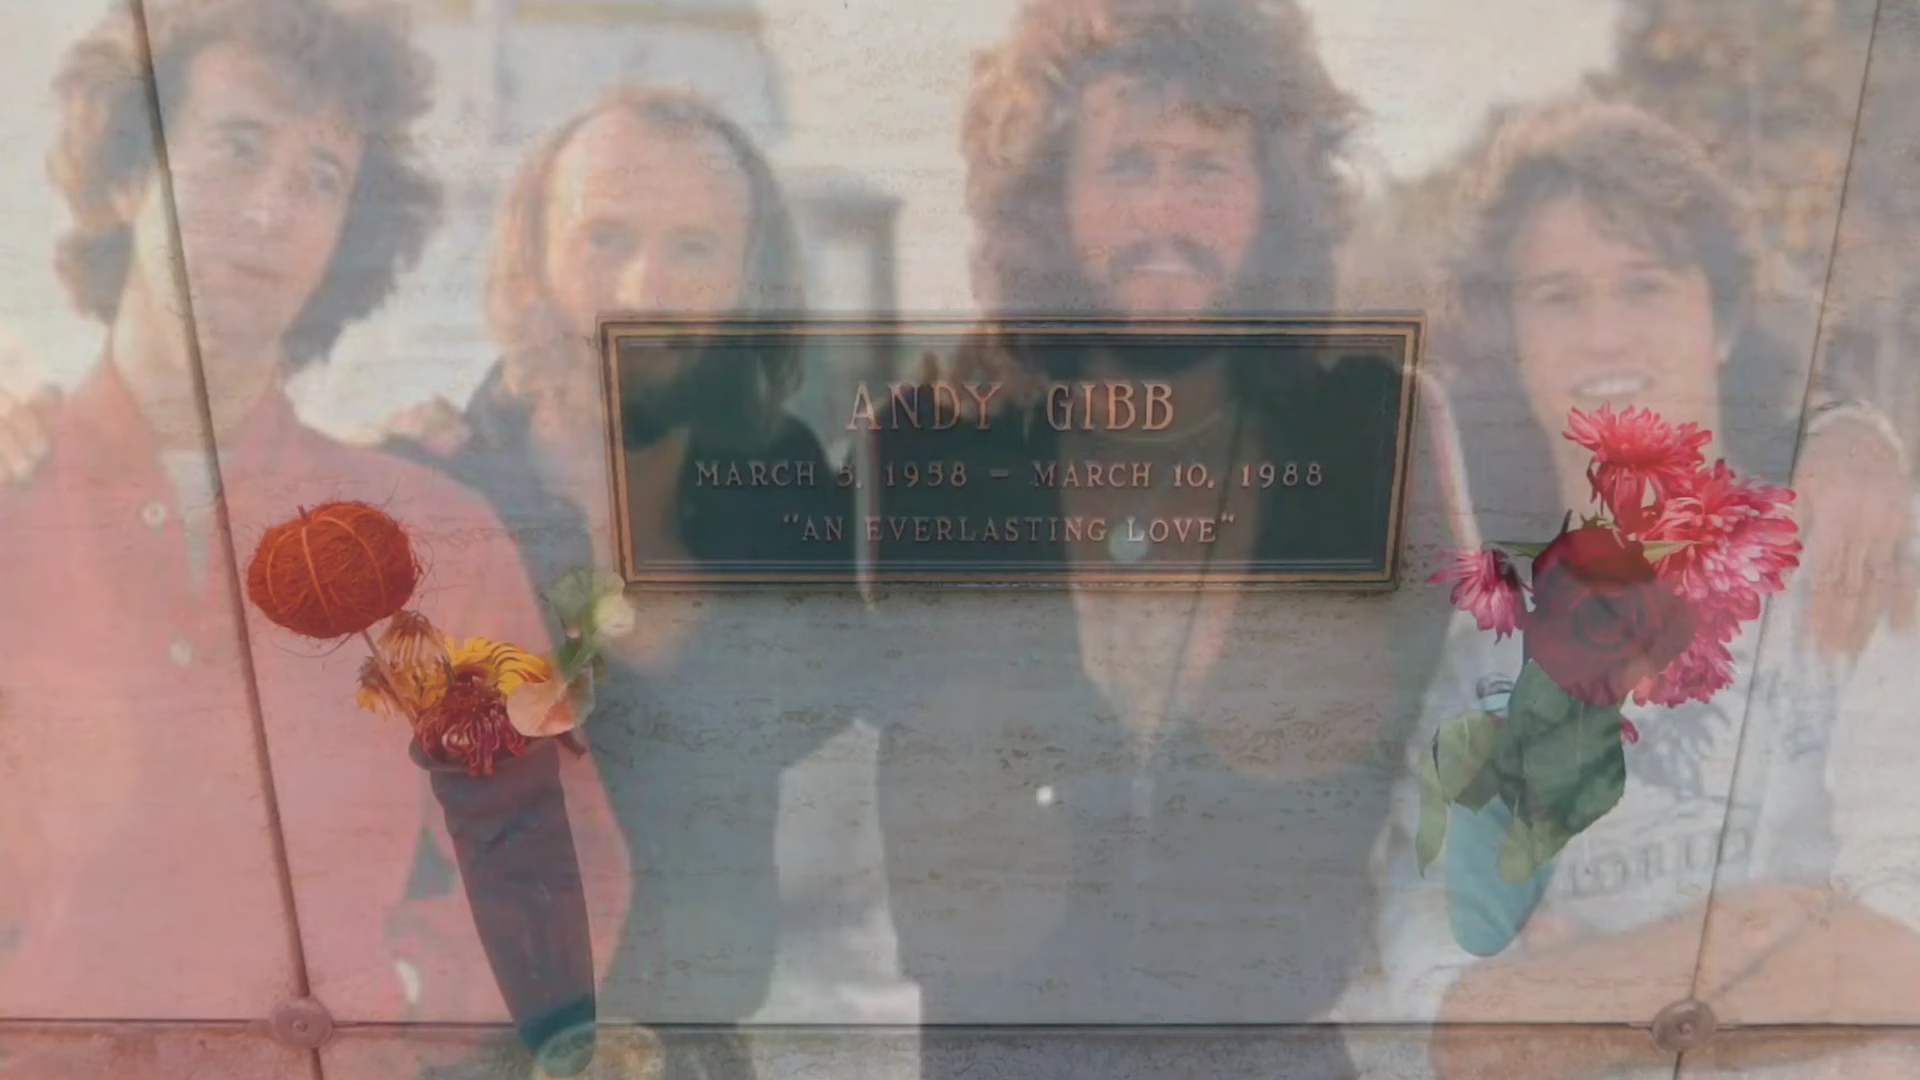 ANDY GIBB
MARCH 5, 1958 – MARCH 10, 1988
"AN EVERLASTING LOVE"